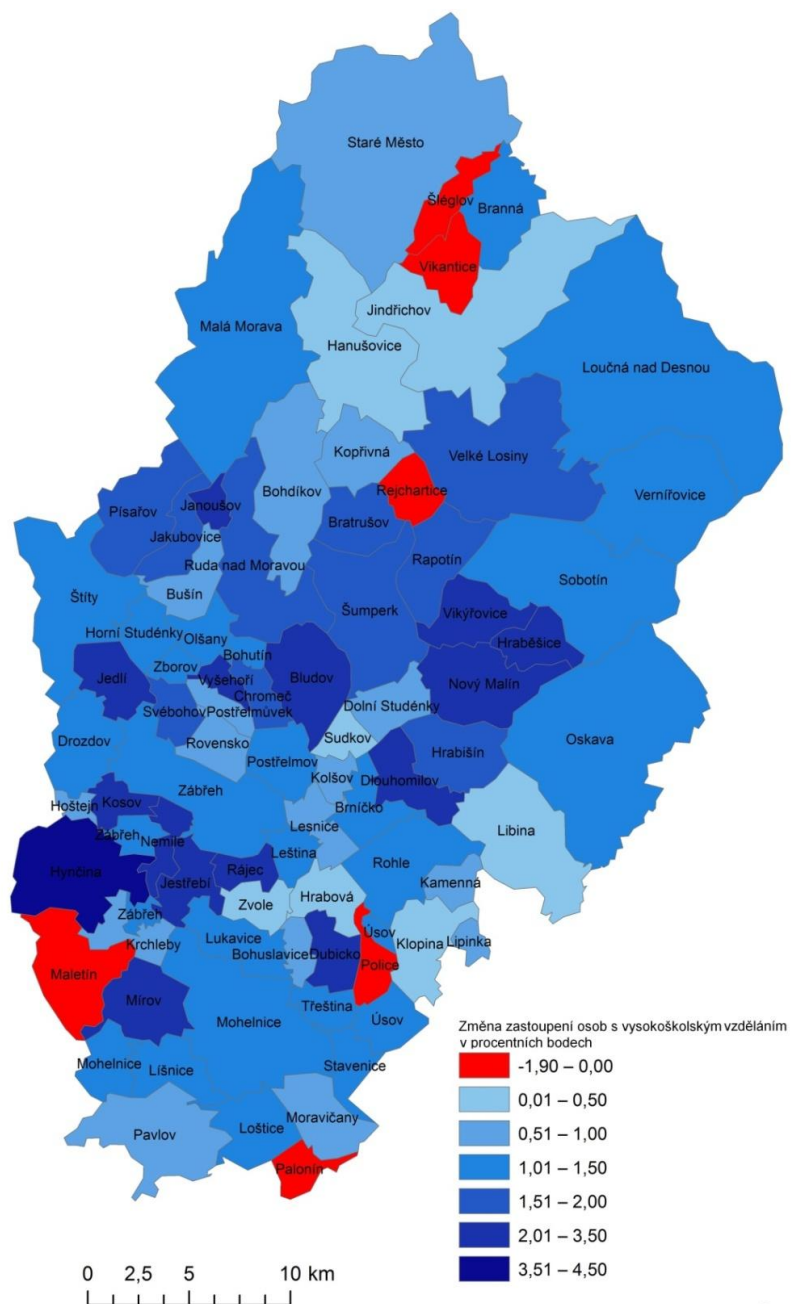 Staré Město
Šléglov
Branná
Vikantice
Jindřichov
Malá Morava
Hanušovice
Loučná nad Desnou
Kopřivná
Velké Losiny
Bohdíkov
Rejchartice
Vernířovice
Písařov
Janoušov
Bratrušov
Jakubovice
Rapotín
Ruda nad Moravou
Sobotín
Bušín
Štíty
Šumperk
Vikýřovice
Horní Studénky
Olšany
Hraběšice
Bohutín
Zborov
Jedlí
Vyšehoří
Bludov
Nový Malín
Chromeč
Svébohov
Postřelmůvek
Dolní Studénky
Drozdov
Rovensko
Sudkov
Oskava
Hrabišín
Postřelmov
Kolšov
Dlouhomilov
Zábřeh
Hoštejn
Kosov
Brníčko
Lesnice
Libina
Zábřeh
Nemile
Leština
Rohle
Hynčina
Jestřebí
Rájec
Kamenná
Hrabová
Zvole
Zábřeh
Krchleby
Lukavice
Úsov
Klopina
Lipinka
Bohuslavice
Dubicko
Police
Maletín
Mírov
Třeština
Mohelnice
Úsov
Mohelnice
Líšnice
Stavenice
Moravičany
Pavlov
Loštice
Palonín
Změna zastoupení osob s vysokoškolským vzděláním
v procentních bodech
-1,90 – 0,00
0,01 – 0,50
0,51 – 1,00
1,01 – 1,50
1,51 – 2,00
2,01 – 3,50
3,51 – 4,50
0 2,5 5 10 km